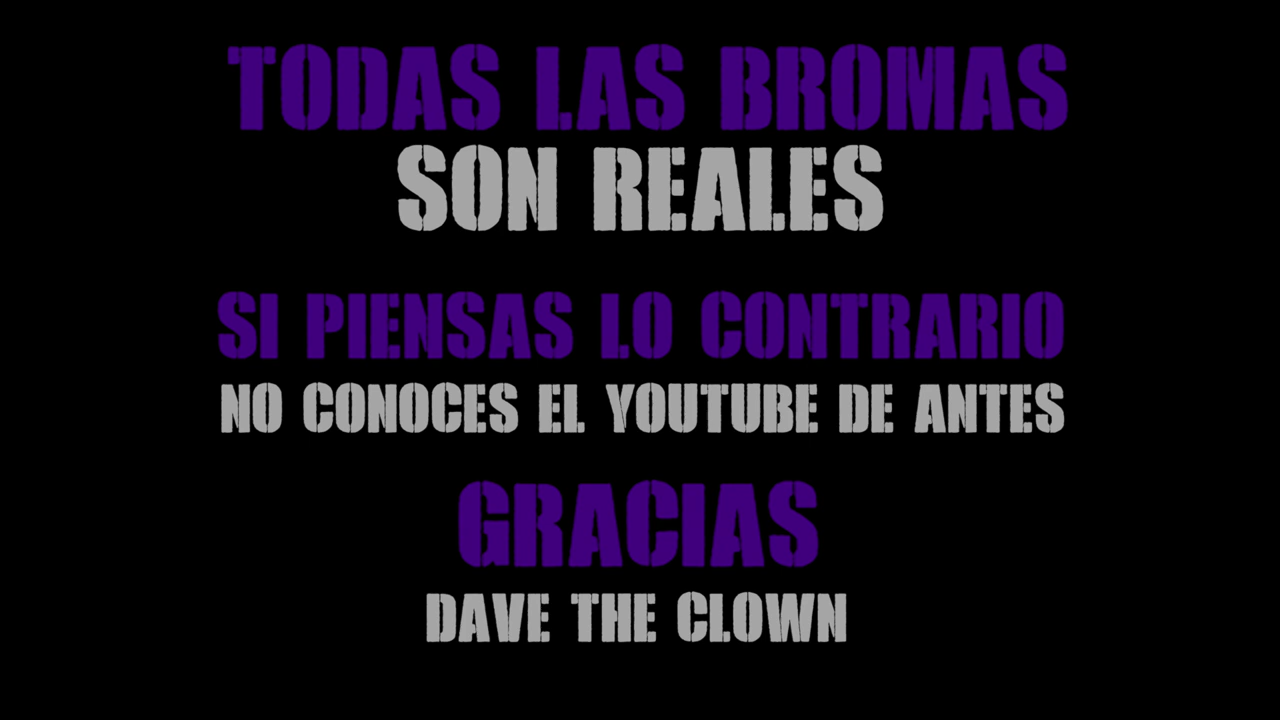 TODAS LAS BROMAS
SON REALES
SI PIENSAS LO CONTRARIO
NO CONOCES EL YOUTUBE DE ANTES
GRACIAS
DAVE THE CLOWN